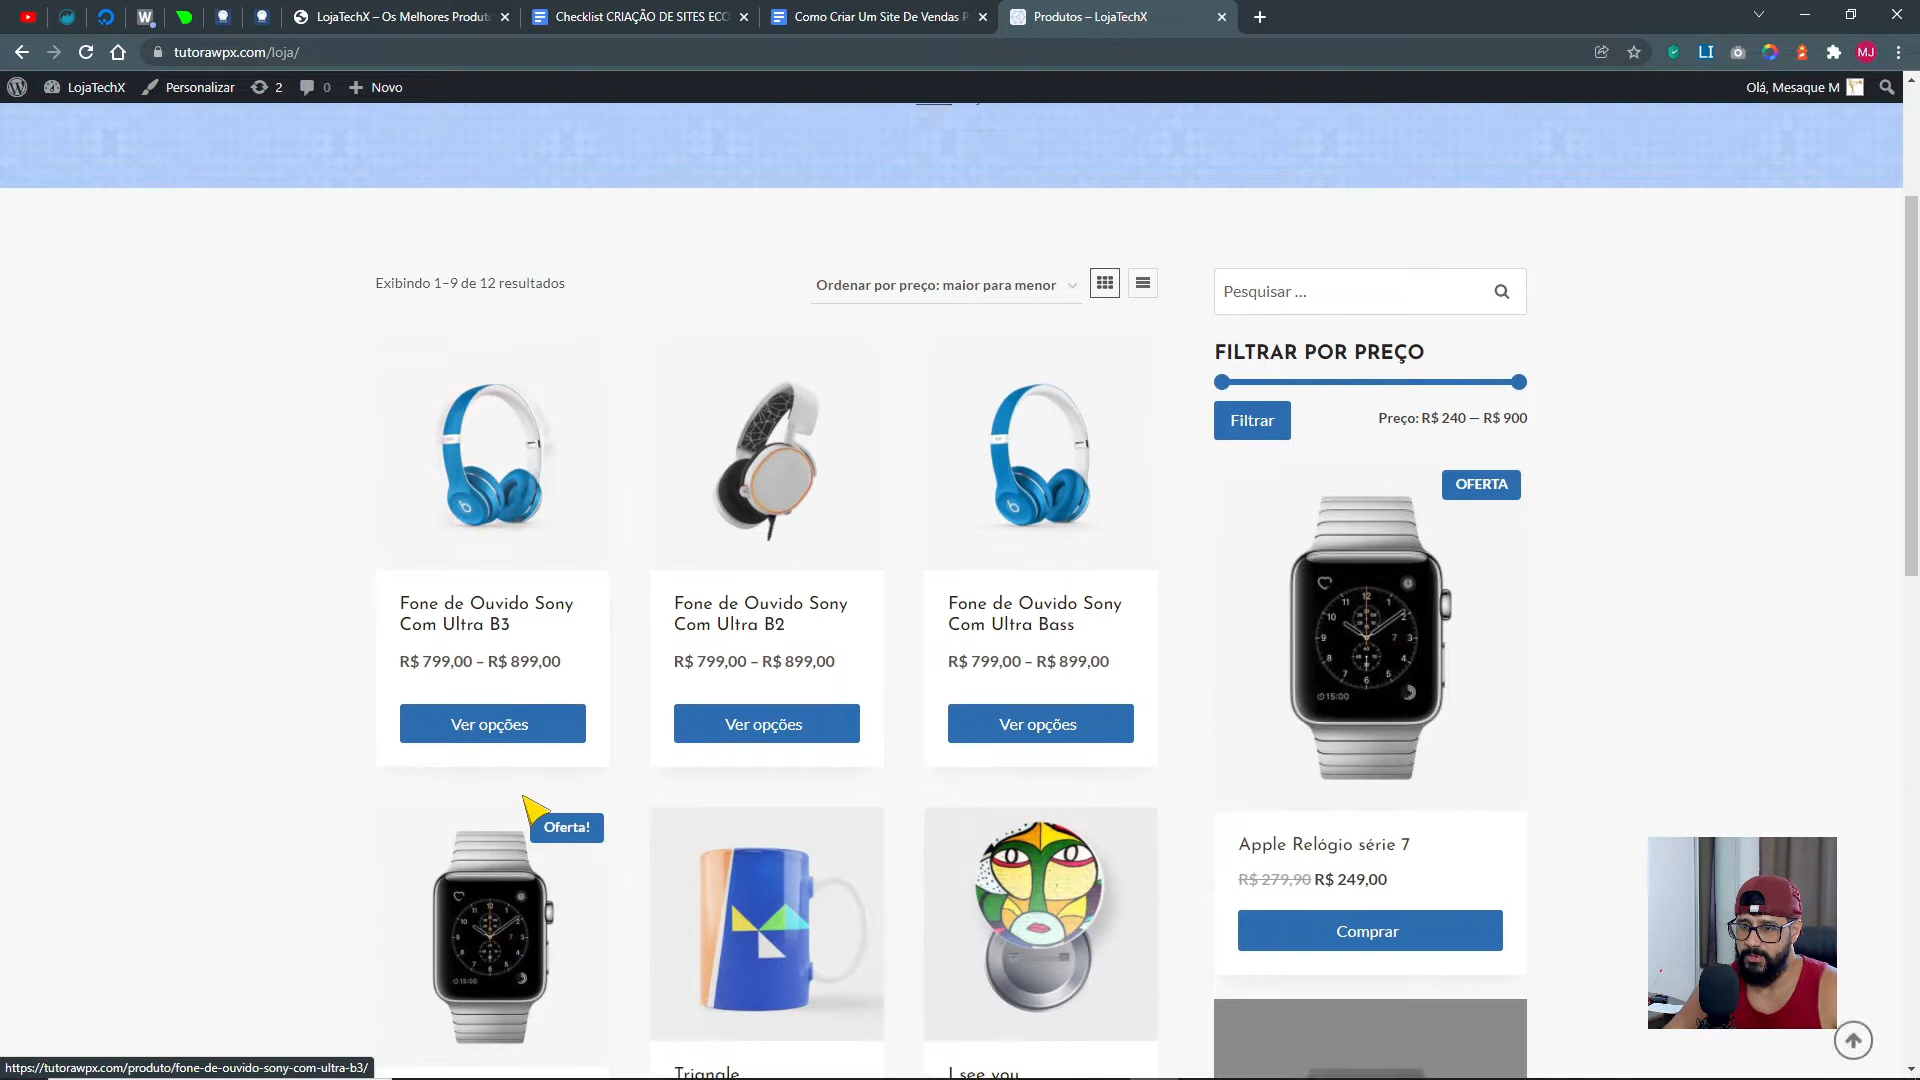 LojaTechX – Os Melhores Produt
Checklist CRIAÇÃO DE SITES ECO
Como Criar Um Site De Vendas P
Produtos – LojaTechX
tutorawpx.com/loja/
LI
MJ
LojaTechX
Personalizar
2
0
Novo
Olá, Mesaque M
Exibindo 1–9 de 12 resultados
Ordenar por preço: maior para menor
Pesquisar ...
FILTRAR POR PREÇO
Filtrar
Preço: R$ 240 — R$ 900
OFERTA
Fone de Ouvido Sony
Com Ultra B3
R$ 799,00 – R$ 899,00
Ver opções
Fone de Ouvido Sony
Com Ultra B2
R$ 799,00 – R$ 899,00
Ver opções
Fone de Ouvido Sony
Com Ultra Bass
R$ 799,00 – R$ 899,00
Ver opções
Oferta!
Apple Relógio série 7
R$ 279,90 R$ 249,00
Comprar
Triangle
I see you
https://tutorawpx.com/produto/fone-de-ouvido-sony-com-ultra-b3/